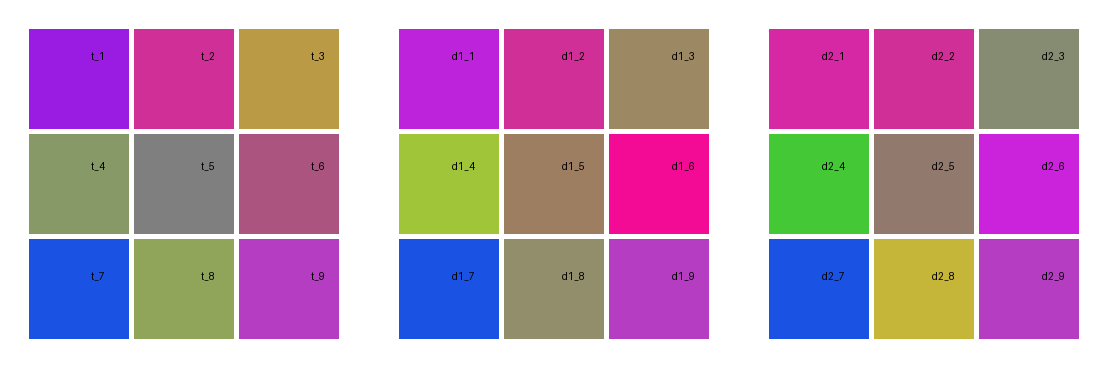 t_1 t_2 t_3 d1_1 d1_2 d1_3 d2_1 d2_2 d2_3
t_4 t_5 t_6 d1_4 d1_5 d1_6 d2_4 d2_5 d2_6
t_7 t_8 t_9 d1_7 d1_8 d1_9 d2_7 d2_8 d2_9